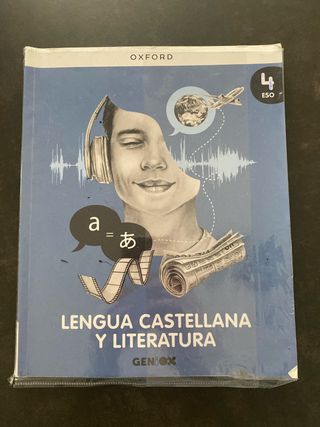 OXFORD
4
ESO
a
=
あ
LENGUA CASTELLANA
Y LITERATURA
GENiOX